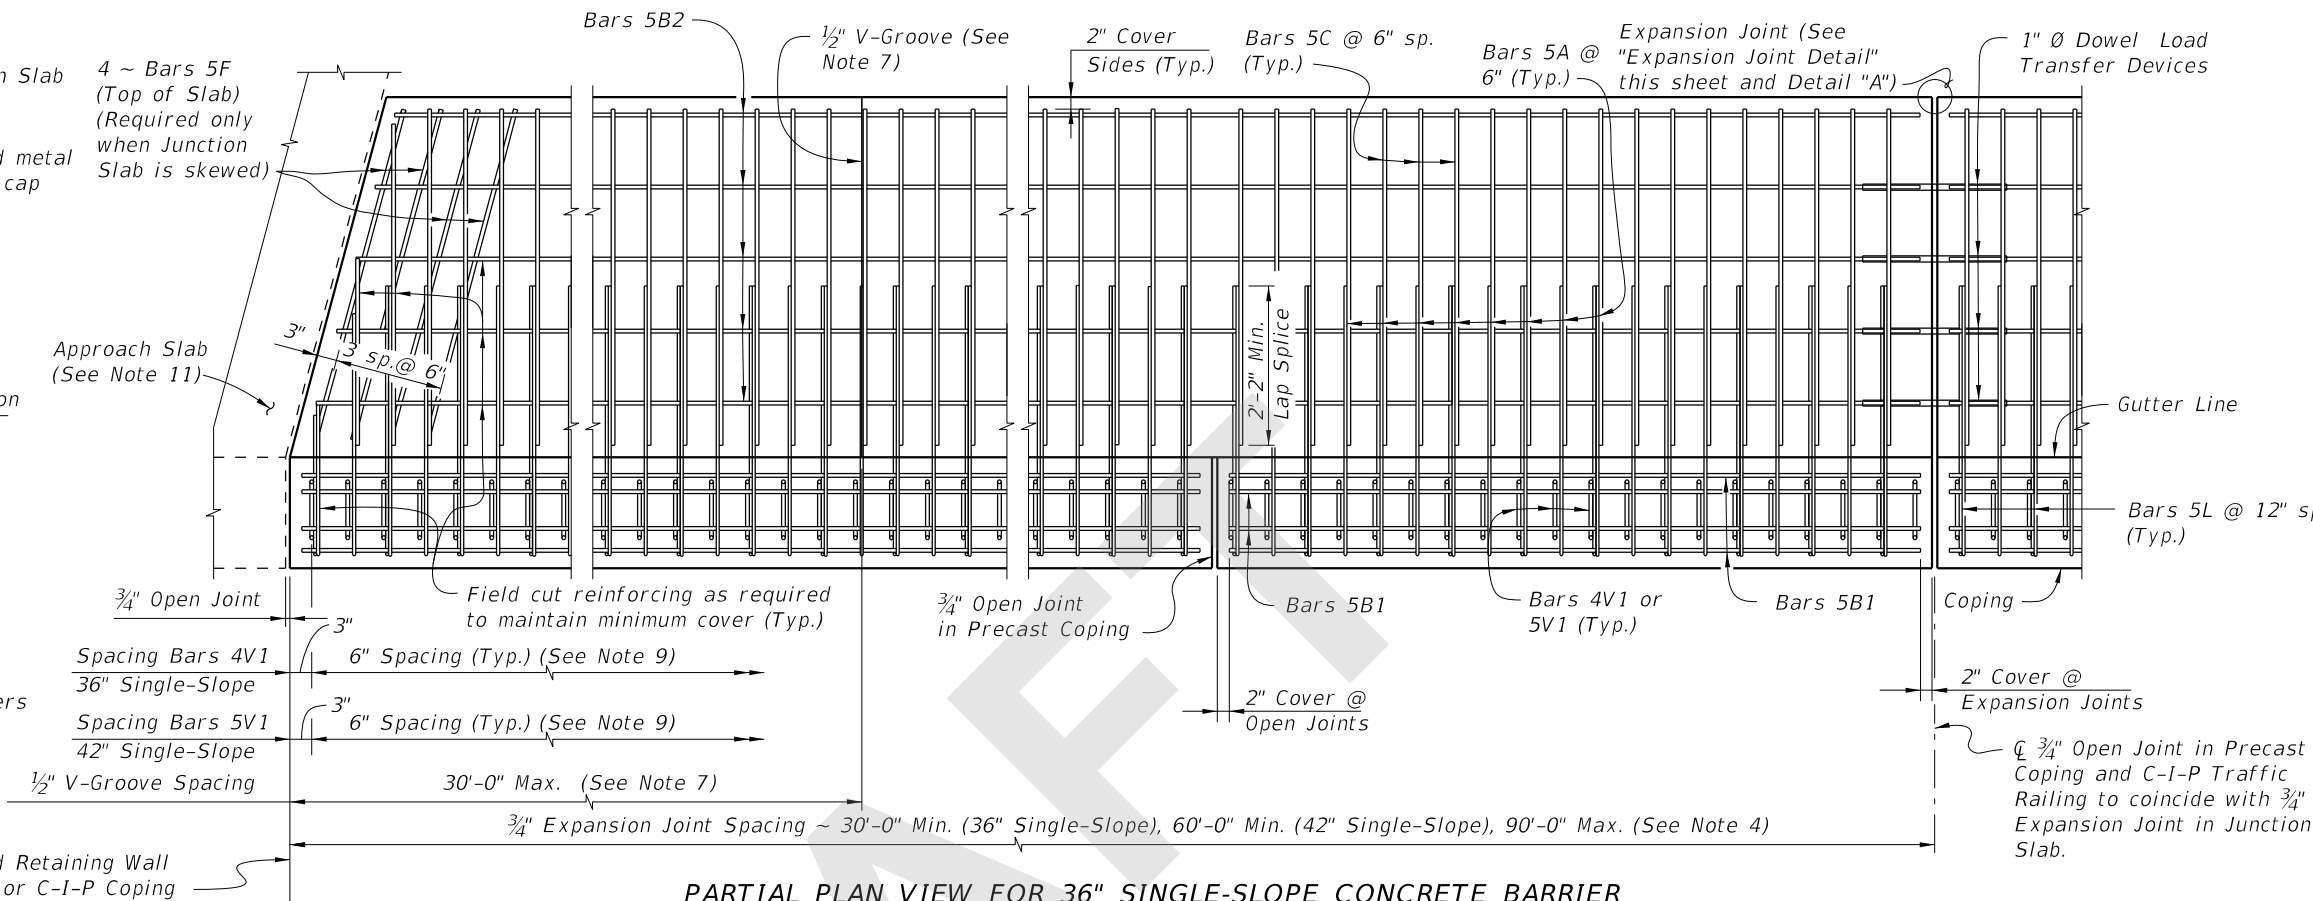 Bars 5B2
½" V-Groove (See
Note 7)
2" Cover
Sides (Typ.)
Bars 5C @ 6" sp.
(Typ.)
Bars 5A @
6" (Typ.)
Expansion Joint (See
"Expansion Joint Detail"
this sheet and Detail "A")
1" Ø Dowel Load
Transfer Devices
Slab
4 ~ Bars 5F
(Top of Slab)
(Required only
when Junction
Slab is skewed)
metal
cap
3"
3 sp.@ 6"
Approach Slab
(See Note 11)
2'-2" Min.
Lap Splice
Gutter Line
Bars 5L @ 12"
(Typ.)
¾" Open Joint
Field cut reinforcing as required
to maintain minimum cover (Typ.)
¾" Open Joint
in Precast Coping
Bars 5B1
Bars 4V1 or
5V1 (Typ.)
Bars 5B1
Coping
3"
Spacing Bars 4V1
36" Single-Slope
6" Spacing (Typ.) (See Note 9)
3"
Spacing Bars 5V1
42" Single-Slope
6" Spacing (Typ.) (See Note 9)
2" Cover @
Open Joints
2" Cover @
Expansion Joints
℄ ¾" Open Joint in Precast
Coping and C-I-P Traffic
Railing to coincide with ¾"
Expansion Joint in Junction
Slab.
½" V-Groove Spacing
30'-0" Max. (See Note 7)
¾" Expansion Joint Spacing ~ 30'-0" Min. (36" Single-Slope), 60'-0" Min. (42" Single-Slope), 90'-0" Max. (See Note 4)
Retaining Wall
or C-I-P Coping
PARTIAL PLAN VIEW FOR 36" SINGLE-SLOPE CONCRETE BARRIER